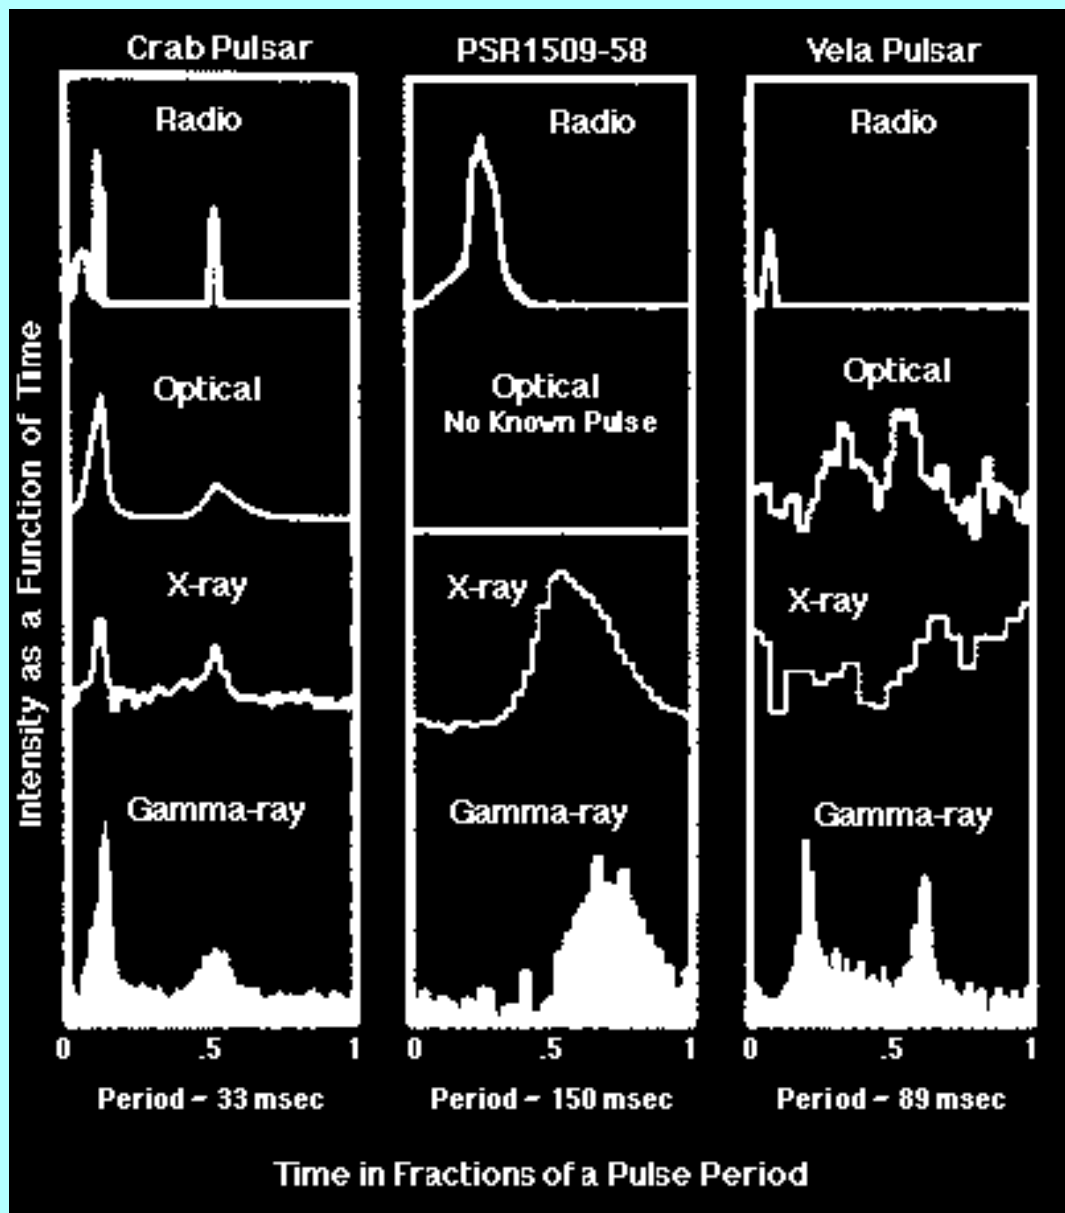 Crab Pulsar
PSR1509-58
Vela Pulsar
Radio
Radio
Radio
Optical
Optical
No Known Pulse
Optical
X-ray
X-ray
X-ray
Gamma-ray
Gamma-ray
Gamma-ray
Intensity as a Function of Time
0 .5 1
0 .5 1
0 .5 1
Period ~ 33 msec
Period ~ 150 msec
Period ~ 89 msec
Time in Fractions of a Pulse Period